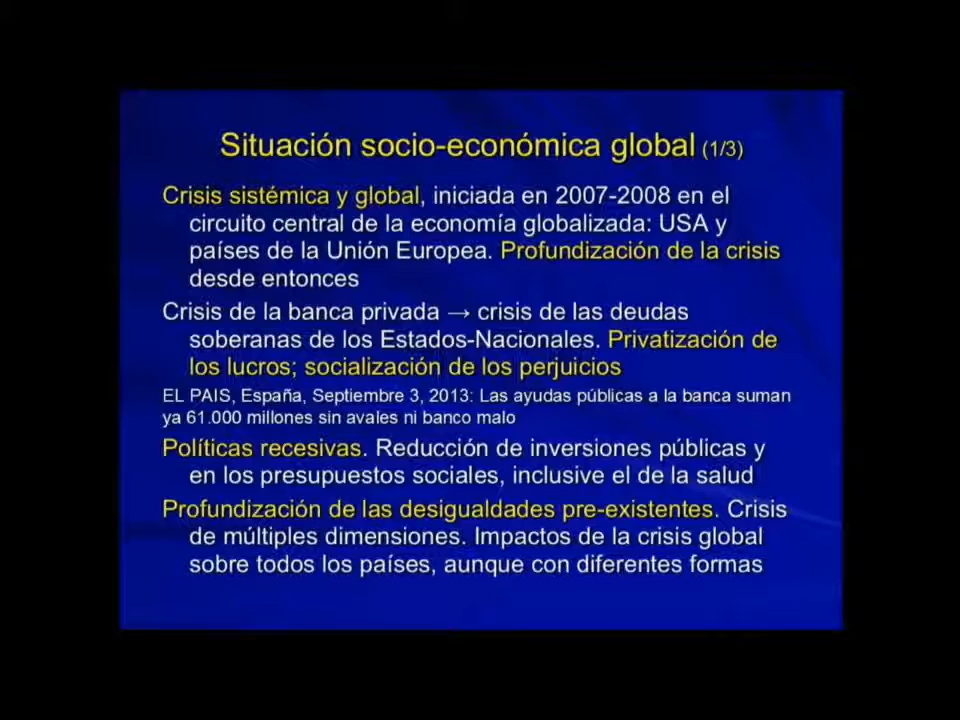 Situación socio-económica global (1/3)
Crisis sistémica y global, iniciada en 2007-2008 en el
circuito central de la economía globalizada: USA y
países de la Unión Europea. Profundización de la crisis
desde entonces
Crisis de la banca privada → crisis de las deudas
soberanas de los Estados-Nacionales. Privatización de
los lucros; socialización de los perjuicios
EL PAIS, España, Septiembre 3, 2013: Las ayudas públicas a la banca suman
ya 61.000 millones sin avales ni banco malo
Políticas recesivas. Reducción de inversiones públicas y
en los presupuestos sociales, inclusive el de la salud
Profundización de las desigualdades pre-existentes. Crisis
de múltiples dimensiones. Impactos de la crisis global
sobre todos los países, aunque con diferentes formas